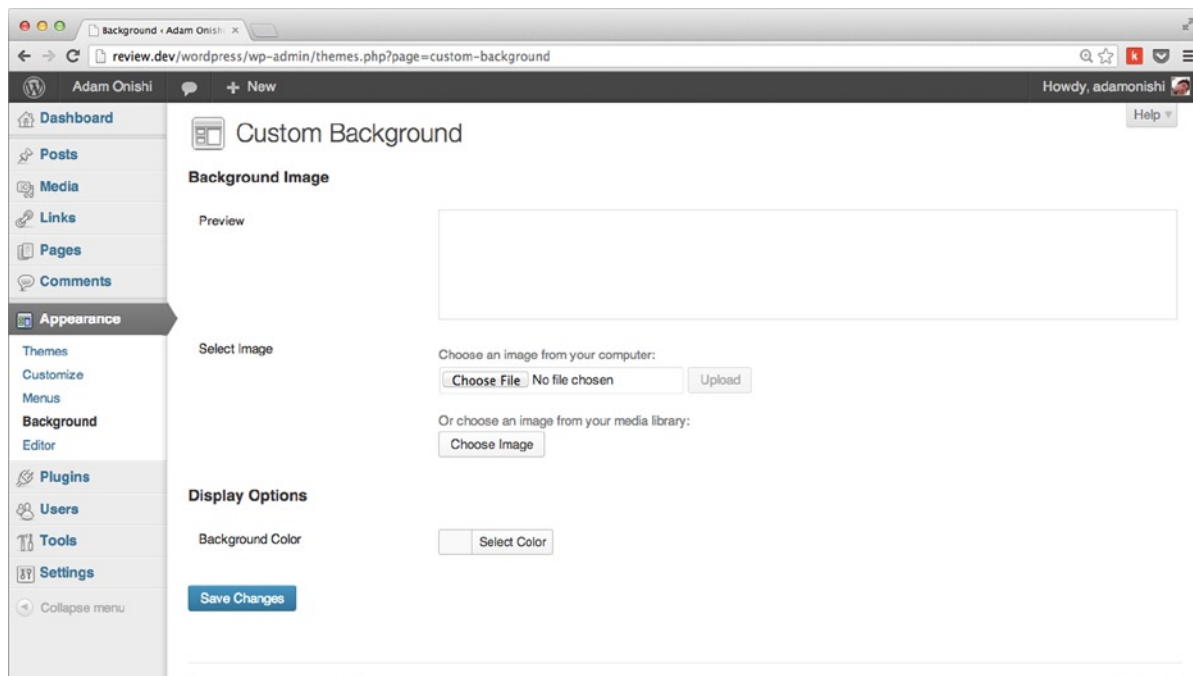 Background ‹ Adam Onishi
review.dev/wordpress/wp-admin/themes.php?page=custom-background
Adam Onishi
+ New
Howdy, adamonishi
Help
Dashboard
Posts
Media
Links
Pages
Comments
Appearance
Themes
Customize
Menus
Background
Editor
Plugins
Users
Tools
Settings
Collapse menu
Custom Background
Background Image
Preview
Select Image
Choose an image from your computer:
Choose File No file chosen
Upload
Or choose an image from your media library:
Choose Image
Display Options
Background Color
Select Color
Save Changes